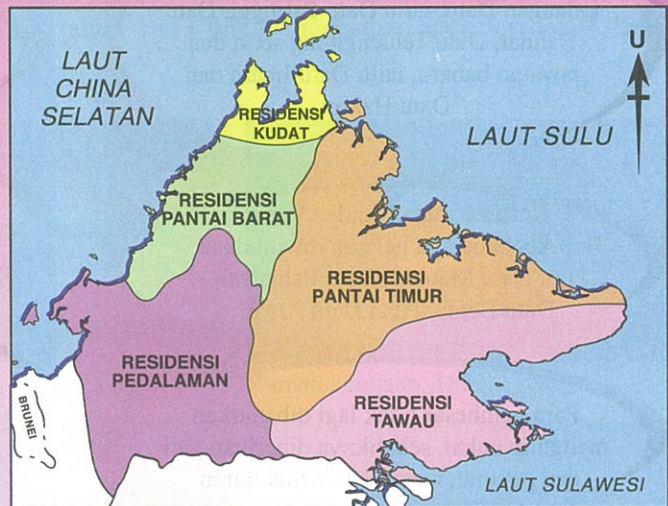 LAUT
CHINA
SELATAN
U
RESIDENSI
KUDAT
LAUT SULU
RESIDENSI
PANTAI BARAT
RESIDENSI
PANTAI TIMUR
RESIDENSI
PEDALAMAN
RESIDENSI
TAWAU
BRUNEI
LAUT SULAWESI